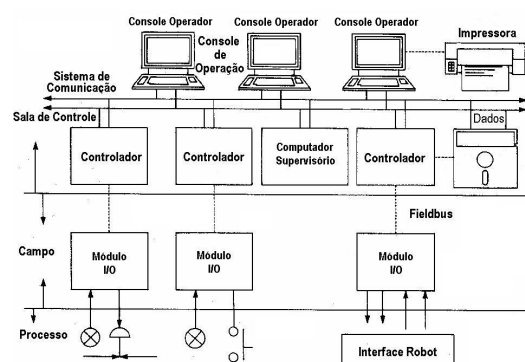 Console Operador
Console Operador
Console Operador
Impressora
Console
de
Operação
Sistema de
Comunicação
Sala de Controle
Dados
Controlador
Controlador
Computador
Supervisório
Controlador
Fieldbus
Campo
Módulo
I/O
Módulo
I/O
Módulo
I/O
Processo
Interface Robot